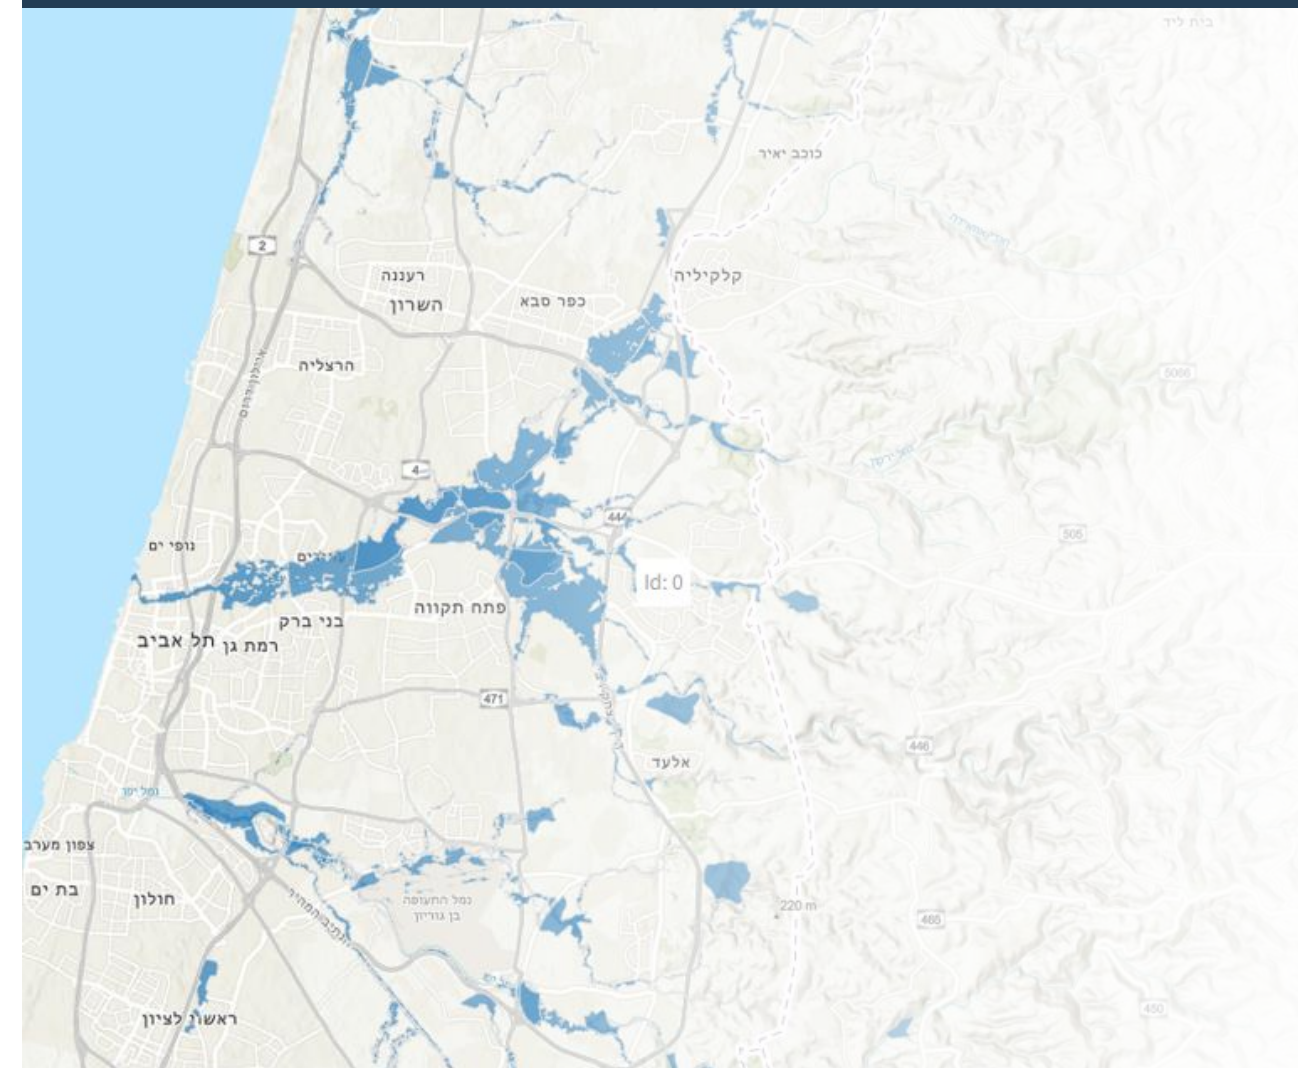 בית ליד
כוכב יאיר
2
רעננה
קלקיליה
השרון
כפר סבא
הרצליה
5066
נחל ירקון
4
444
505
נופי ים
Id: 0
פתח תקווה
בני ברק
תל אביב
רמת גן
471
446
אלעד
צפון מערב
בת ים
חולון
נמל התעופה
בן גוריון
220 m
465
ראשון לציון
450